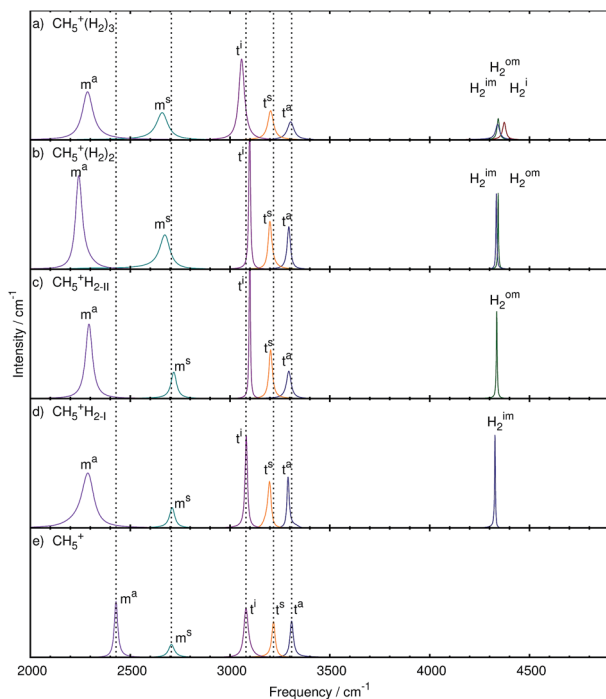 a) CH₅⁺(H₂)₃
mᵃ
mˢ
tⁱ
tˢ
tᵃ
H₂ᵒᵐ
H₂ⁱᵐ H₂ⁱ
b) CH₅⁺(H₂)₂
mᵃ
mˢ
tⁱ
tˢ
tᵃ
H₂ⁱᵐ H₂ᵒᵐ
c) CH₅⁺H₂₋II
mᵃ
mˢ
tⁱ
tˢ
tᵃ
H₂ᵒᵐ
d) CH₅⁺H₂₋I
mᵃ
mˢ
tⁱ
tˢ
tᵃ
H₂ⁱᵐ
e) CH₅⁺
mᵃ
mˢ
tⁱ
tˢ
tᵃ
Intensity / cm⁻¹
2000 2500 3000 3500 4000 4500
Frequency / cm⁻¹